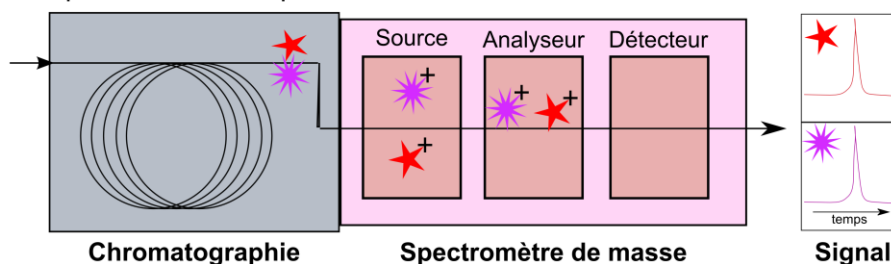 Source Analyseur Détecteur
+ + + +
temps
Chromatographie Spectromètre de masse Signal